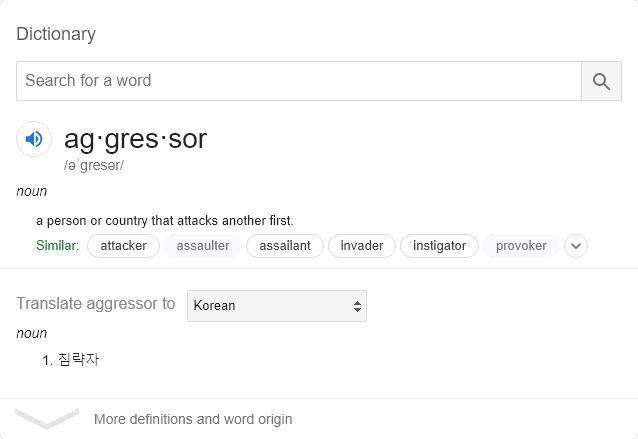 Dictionary
Search for a word
ag·gres·sor
/əˈɡresər/
noun
a person or country that attacks another first.
Similar: attacker assaulter assailant invader instigator provoker
Translate aggressor to Korean
noun
1. 침략자
More definitions and word origin